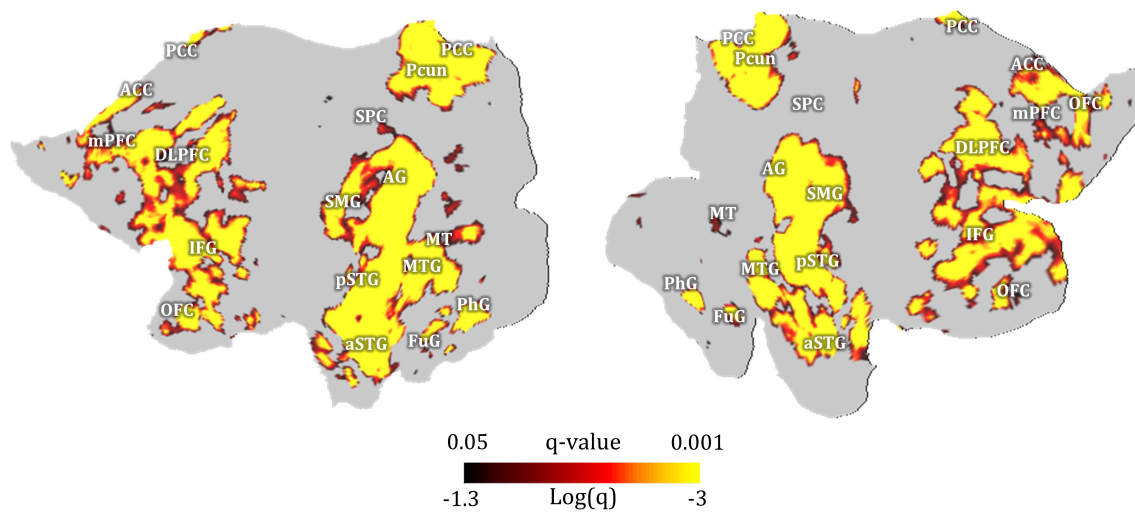 PCC
PCC
Pcun
ACC
SPC
mPFC
DLPFC
AG
SMG
MT
IFG
MTG
pSTG
PhG
OFC
FuG
aSTG
PCC
PCC
Pcun
ACC
SPC
OFC
mPFC
DLPFC
AG
SMG
MT
IFG
pSTG
MTG
PhG
OFC
FuG
aSTG
0.05 q-value 0.001
-1.3 Log(q) -3